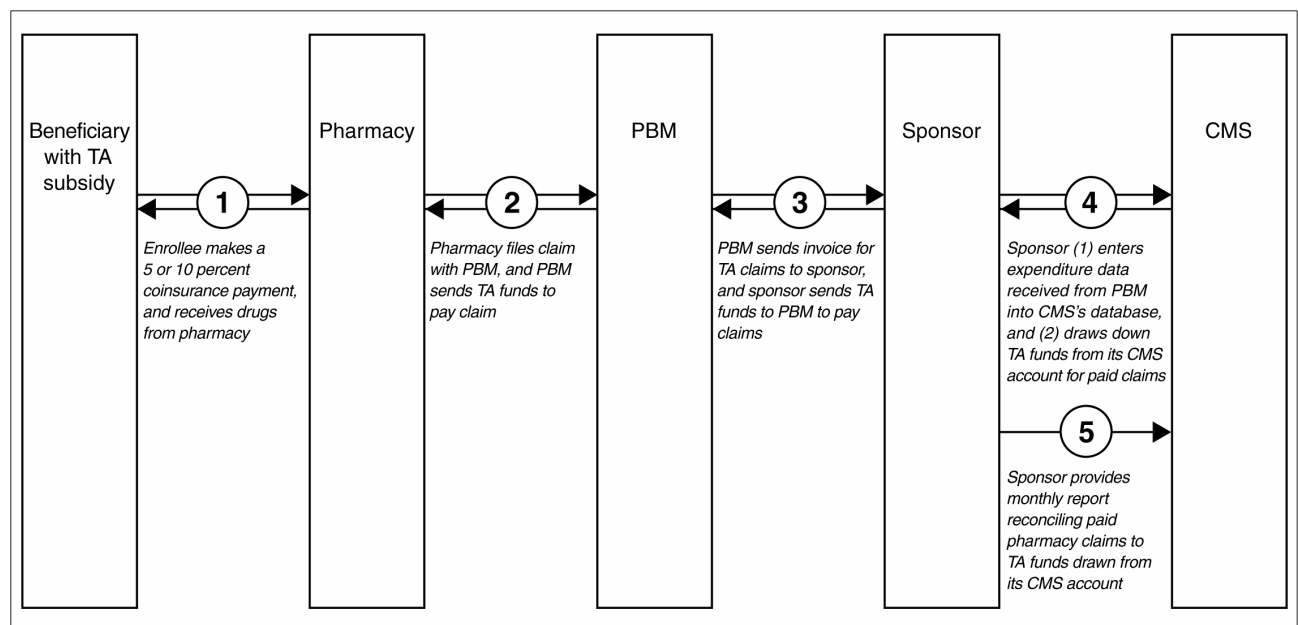 Beneficiary
with TA
subsidy
Pharmacy
PBM
Sponsor
CMS
1
Enrollee makes a
5 or 10 percent
coinsurance payment,
and receives drugs
from pharmacy
2
Pharmacy files claim
with PBM, and PBM
sends TA funds to
pay claim
3
PBM sends invoice for
TA claims to sponsor,
and sponsor sends TA
funds to PBM to pay
claims
4
Sponsor (1) enters
expenditure data
received from PBM
into CMS's database,
and (2) draws down
TA funds from its CMS
account for paid claims
5
Sponsor provides
monthly report
reconciling paid
pharmacy claims to
TA funds drawn from
its CMS account